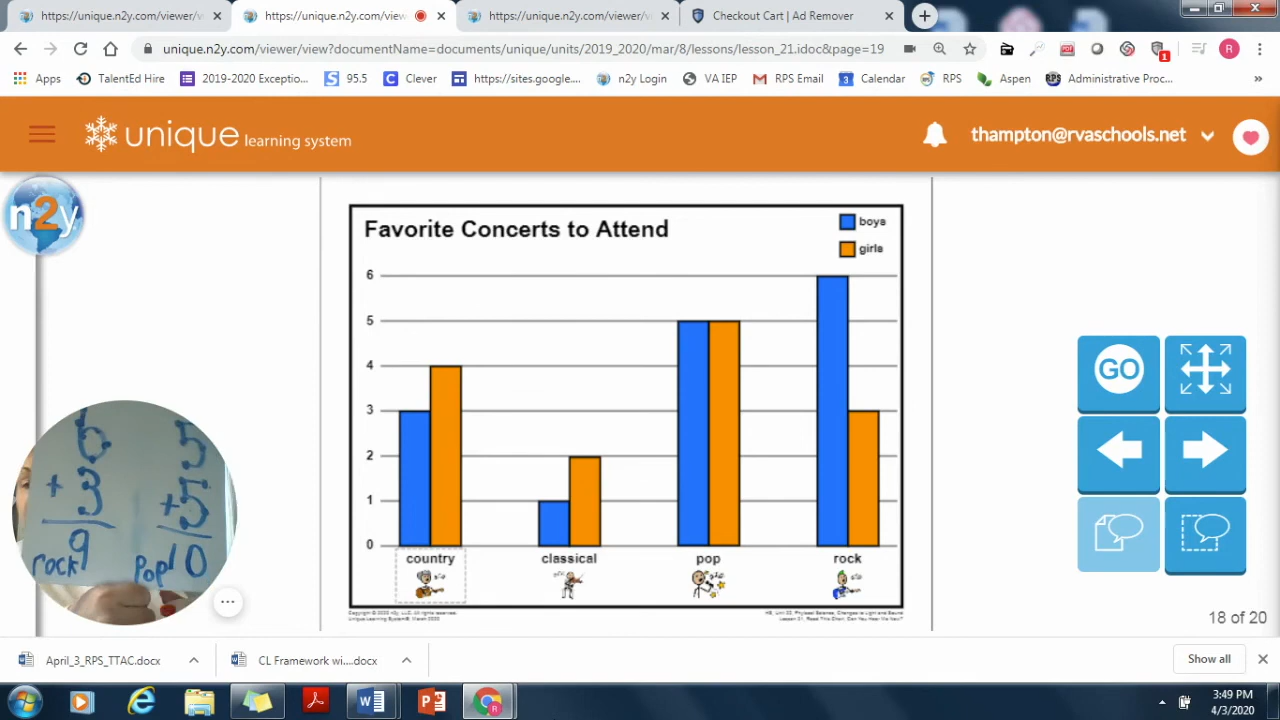 https://unique.n2y.com/viewer/v
https://unique.n2y.com/view
https://unique.n2y.com/viewer/v
Checkout Cart | Ad Remover
unique.n2y.com/viewer/view?documentName=documents/unique/units/2019_2020/mar/8/lessons/lesson_21.idoc&page=19
1
R
Apps
TalentEd Hire
2019-2020 Exceptio...
95.5
Clever
https://sites.google....
n2y Login
VAIEP
RPS Email
Calendar
RPS
Aspen
Administrative Proc...
unique learning system
thampton@rvaschools.net
n2y
Favorite Concerts to Attend
boys
girls
6
5
4
3
2
1
0
country
classical
pop
rock
6
+ 3
9
rock
5
+5
10
pop
GO
18 of 20
April_3_RPS_TTAC.docx
CL Framework wi....docx
Show all
3:49 PM
4/3/2020